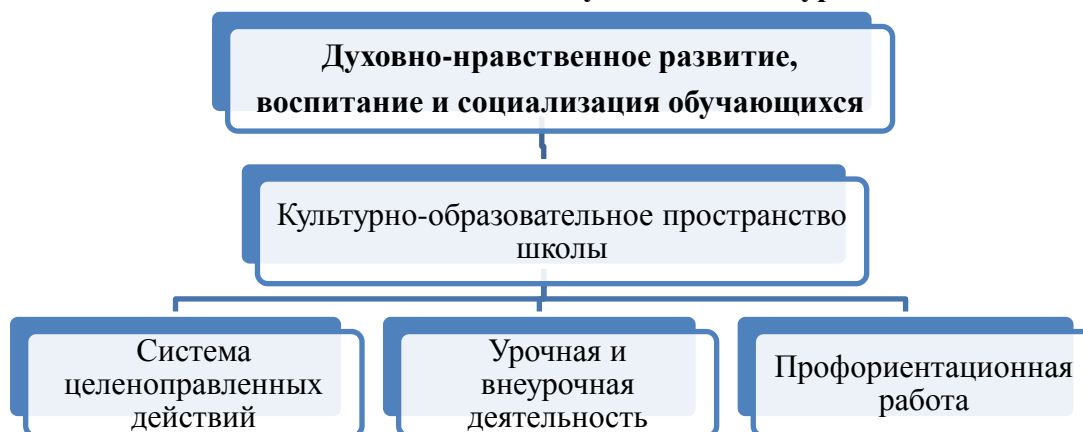 Духовно-нравственное развитие,
воспитание и социализация обучающихся
Культурно-образовательное пространство
школы
Система
целеноправленных
действий
Урочная и
внеурочная
деятельность
Профориентационная
работа